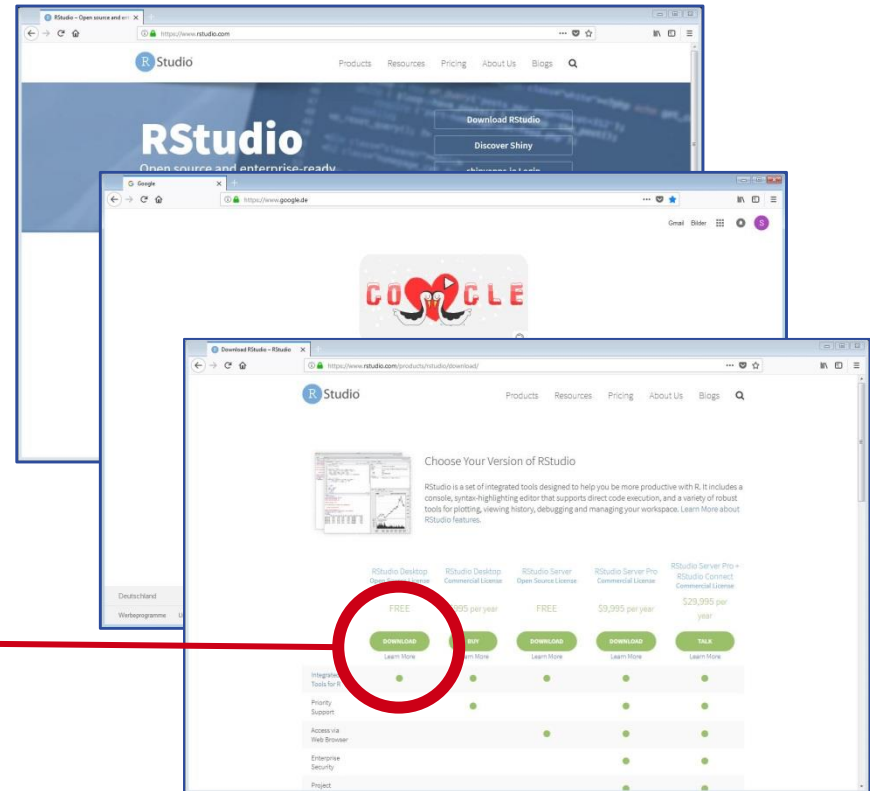 RStudio – Open source and ent
https://www.rstudio.com
R Studio
Products Resources Pricing About Us Blogs
RStudio
Open source and enterprise-ready
Download RStudio
Discover Shiny
shinyapps.io Login
Google
https://www.google.de
Gmail Bilder
S
GOOGLE
Deutschland
Werbeprogramme
Download RStudio – RStudio
https://www.rstudio.com/products/rstudio/download/
R Studio
Products Resources Pricing About Us Blogs
Choose Your Version of RStudio
RStudio is a set of integrated tools designed to help you be more productive with R. It includes a
console, syntax-highlighting editor that supports direct code execution, and a variety of robust
tools for plotting, viewing history, debugging and managing your workspace. Learn More about
RStudio features.
RStudio Desktop
Open Source License
FREE
DOWNLOAD
Learn More
RStudio Desktop
Commercial License
995 per year
BUY
Learn More
RStudio Server
Open Source License
FREE
DOWNLOAD
Learn More
RStudio Server Pro
Commercial License
$9,995 per year
DOWNLOAD
Learn More
RStudio Server Pro +
RStudio Connect
Commercial License
$29,995 per
year
TALK
Learn More
Integrated
Tools for R
Priority
Support
Access via
Web Browser
Enterprise
Security
Project